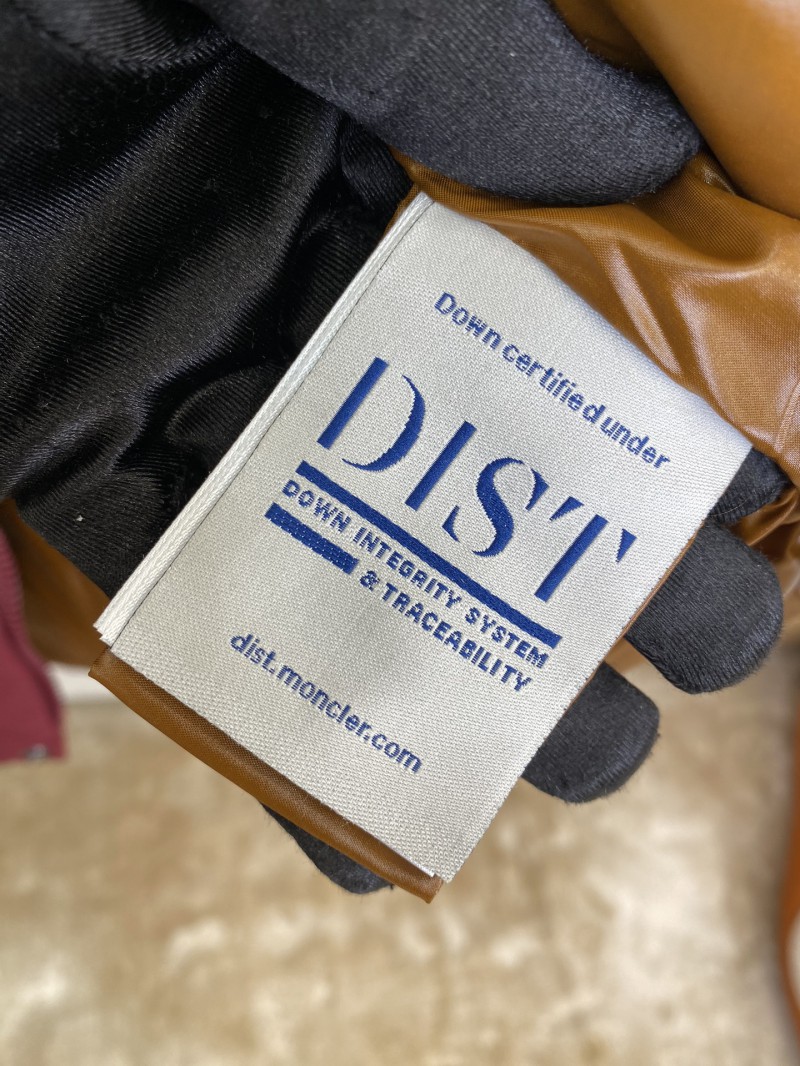 Down certified under
DIST
DOWN INTEGRITY SYSTEM
& TRACEABILITY
dist.moncler.com